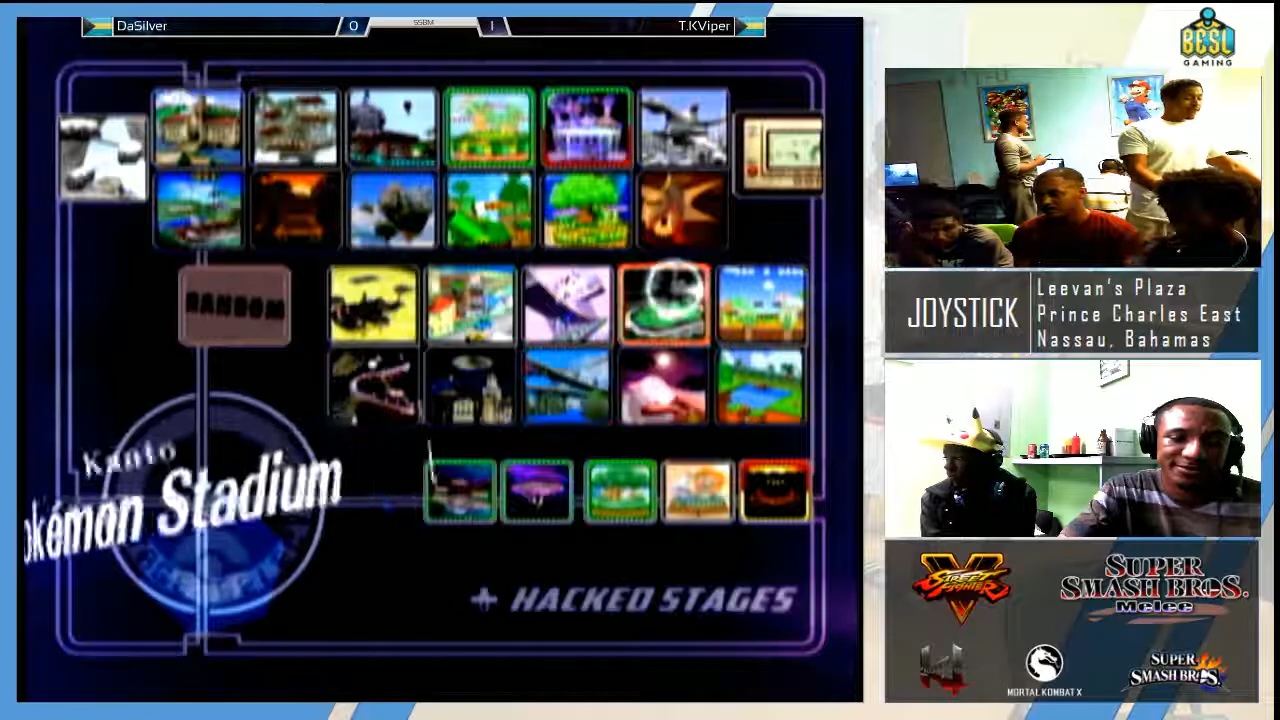 DaSilver 0 SSBM 1 T.KViper
BESL
GAMING
RANDOM
Kanto
okémon Stadium
+ HACKED STAGES
JOYSTICK
Leevan's Plaza
Prince Charles East
Nassau, Bahamas
STREET
FIGHTER
V
SUPER
SMASH BROS.
Melee
MORTAL KOMBAT X
SUPER
SMASH BROS.